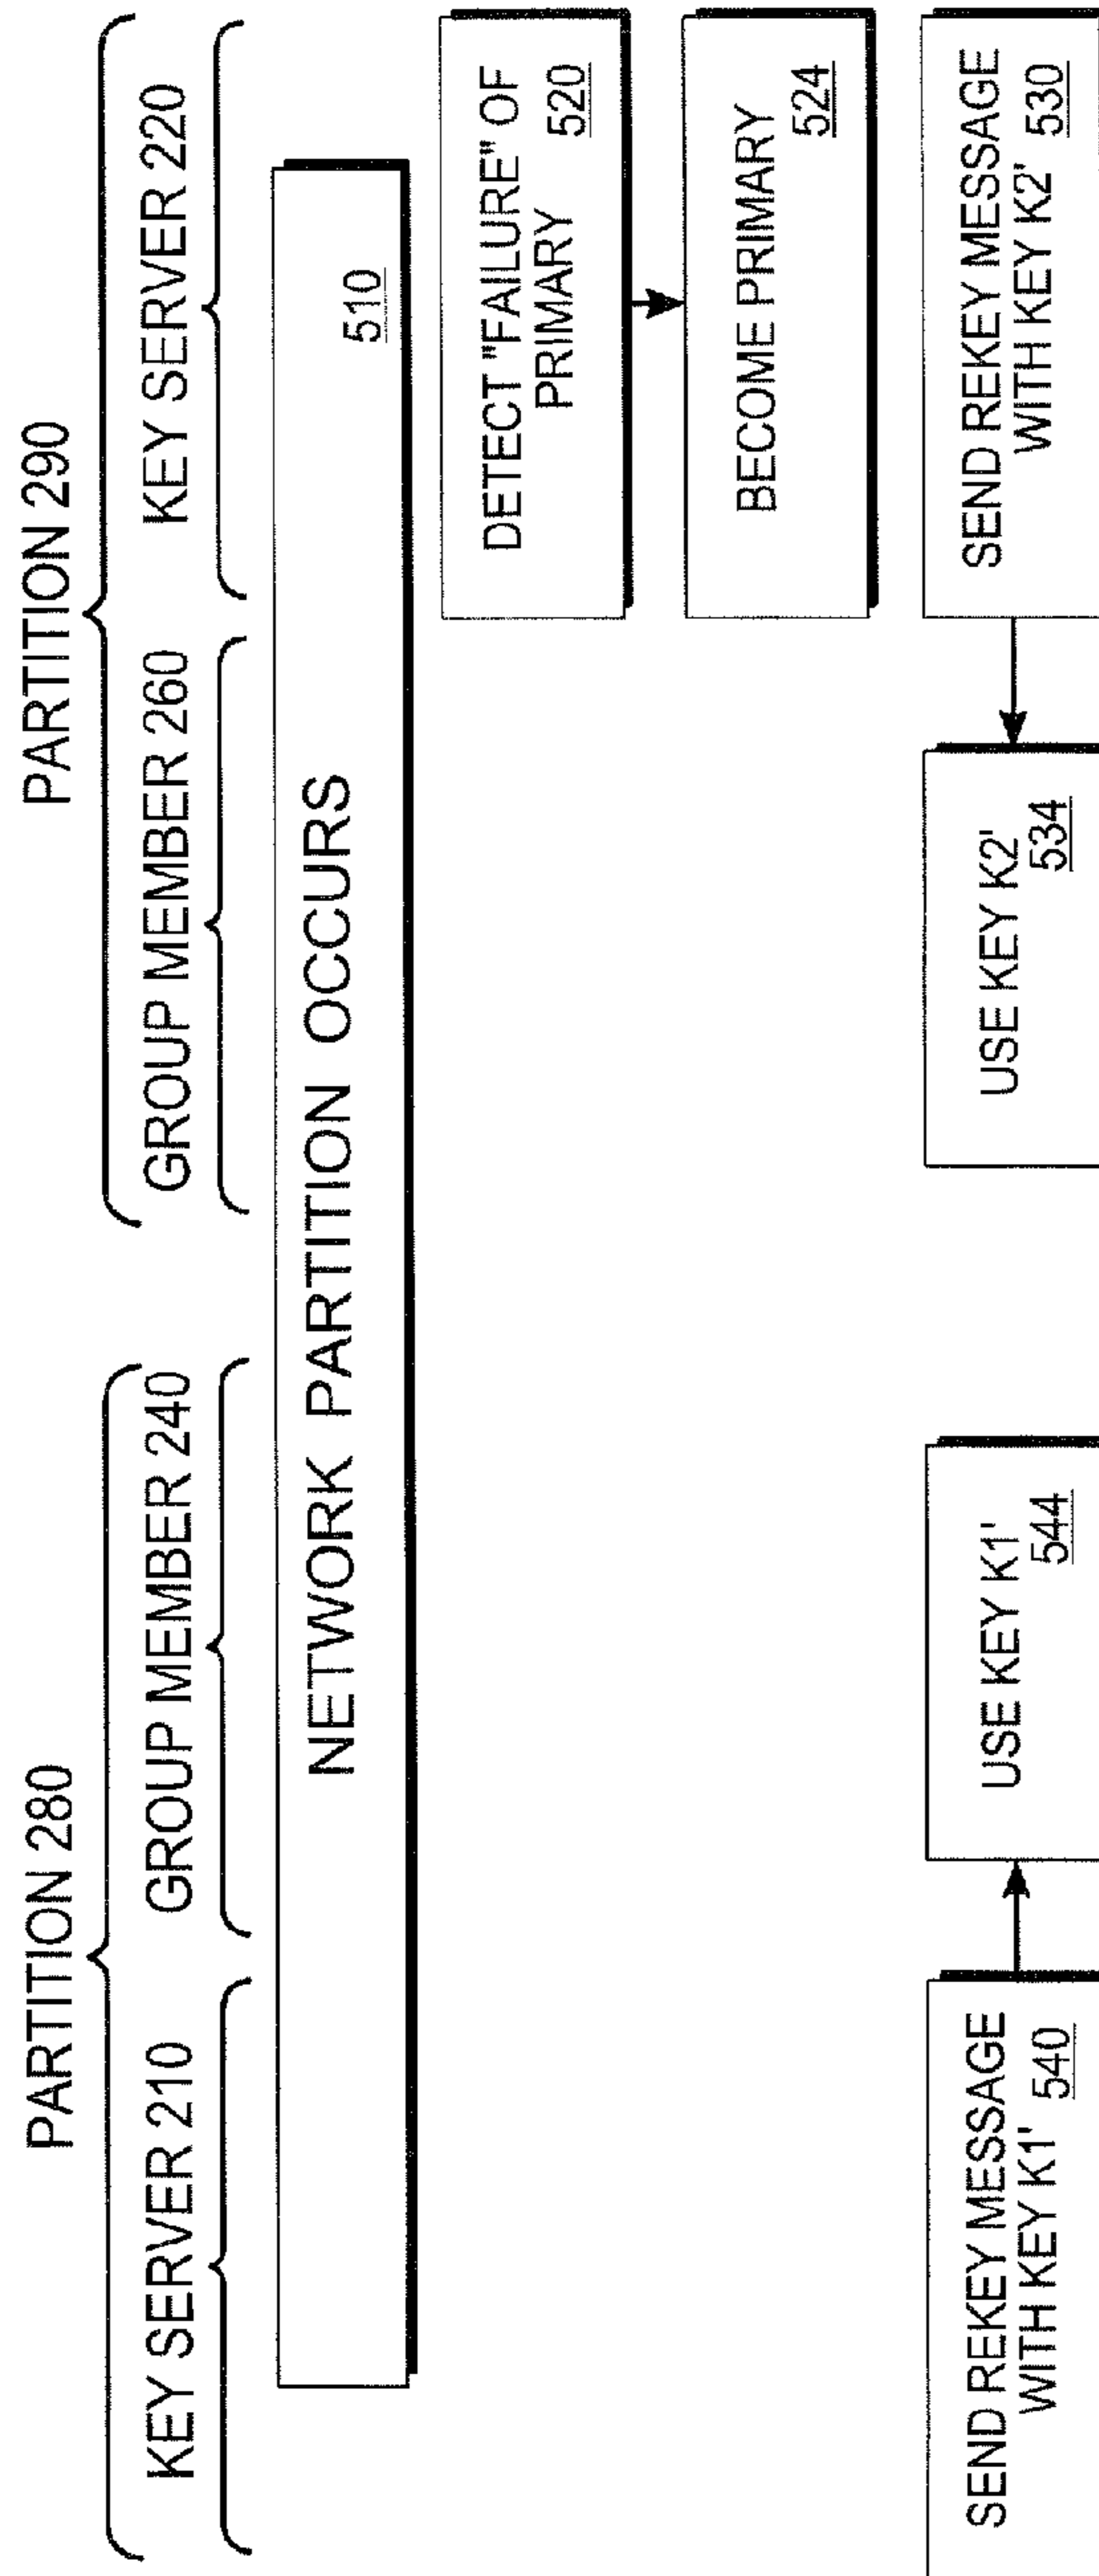 PARTITION 280
PARTITION 290
KEY SERVER 210
GROUP MEMBER 240
GROUP MEMBER 260
KEY SERVER 220
NETWORK PARTITION OCCURS
510
DETECT "FAILURE" OF
PRIMARY
520
BECOME PRIMARY
524
SEND REKEY MESSAGE
WITH KEY K1' 540
USE KEY K1'
544
USE KEY K2'
534
SEND REKEY MESSAGE
WITH KEY K2' 530